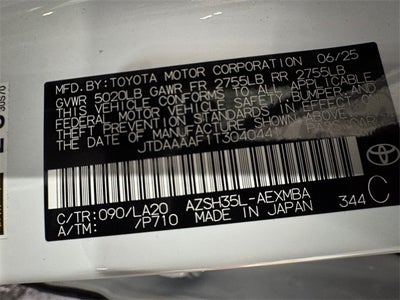 MFD.BY:TOYOTA MOTOR CORPORATION 06/25
GVWR 5020LB GAWR FR 2755LB RR 2755LB
THIS VEHICLE CONFORMS TO ALL APPLICABLE
FEDERAL MOTOR VEHICLE SAFETY, BUMPER, AND
THEFT PREVENTION STANDARDS IN EFFECT ON
THE DATE OF MANUFACTURE
JTDAAAAF1T3040441
TOYOTA
C/TR:090/LA20 AZSH35L-AEXMBA
A/TM: /P710 MADE IN JAPAN 344 C